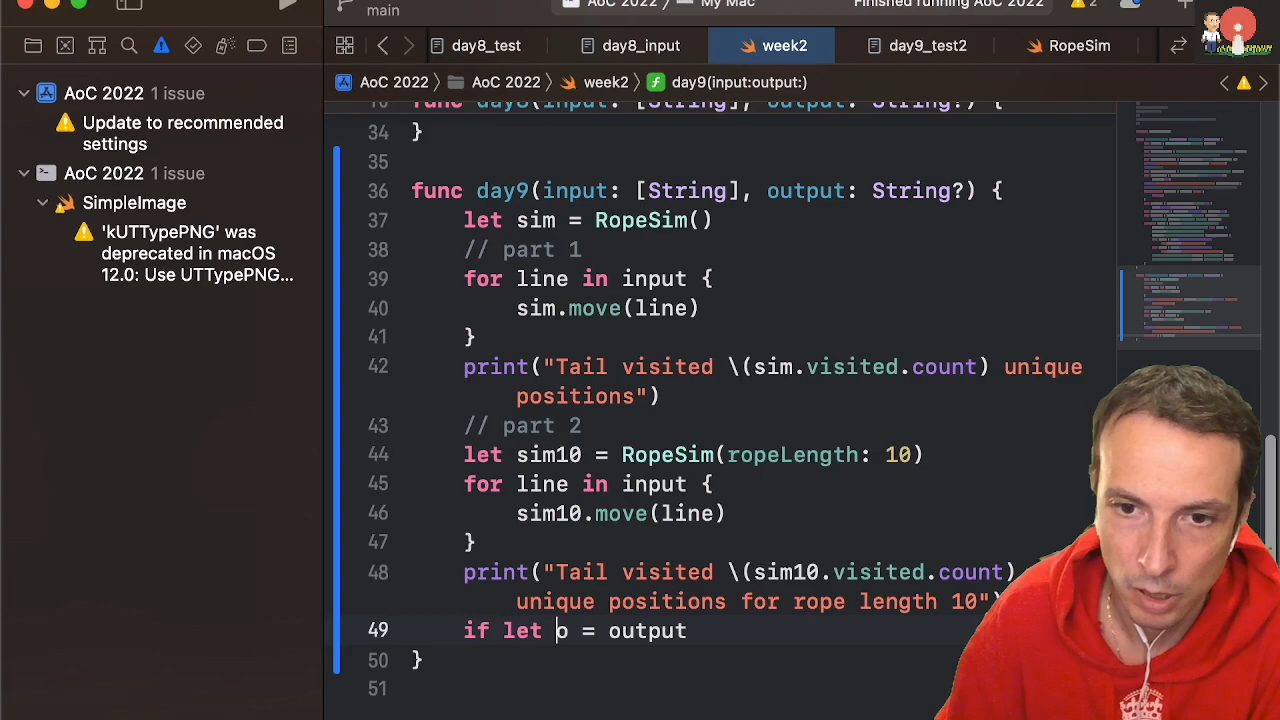 main
AoC 2022
My Mac
Finished running AoC 2022
2
day8_test
day8_input
week2
day9_test2
RopeSim
AoC 2022
AoC 2022
week2
day9(input:output:)
AoC 2022 1 issue
Update to recommended
settings
AoC 2022 1 issue
SimpleImage
'kUTTypePNG' was
deprecated in macOS
12.0: Use UTTypePNG...
func day8(input: [String], output: String?) {
34 }
35
36 func day9(input: [String], output: String?) {
37 let sim = RopeSim()
38 // part 1
39 for line in input {
40 sim.move(line)
41 }
42 print("Tail visited \(sim.visited.count) unique
positions")
43 // part 2
44 let sim10 = RopeSim(ropeLength: 10)
45 for line in input {
46 sim10.move(line)
47 }
48 print("Tail visited \(sim10.visited.count)
unique positions for rope length 10")
49 if let o = output
50 }
51